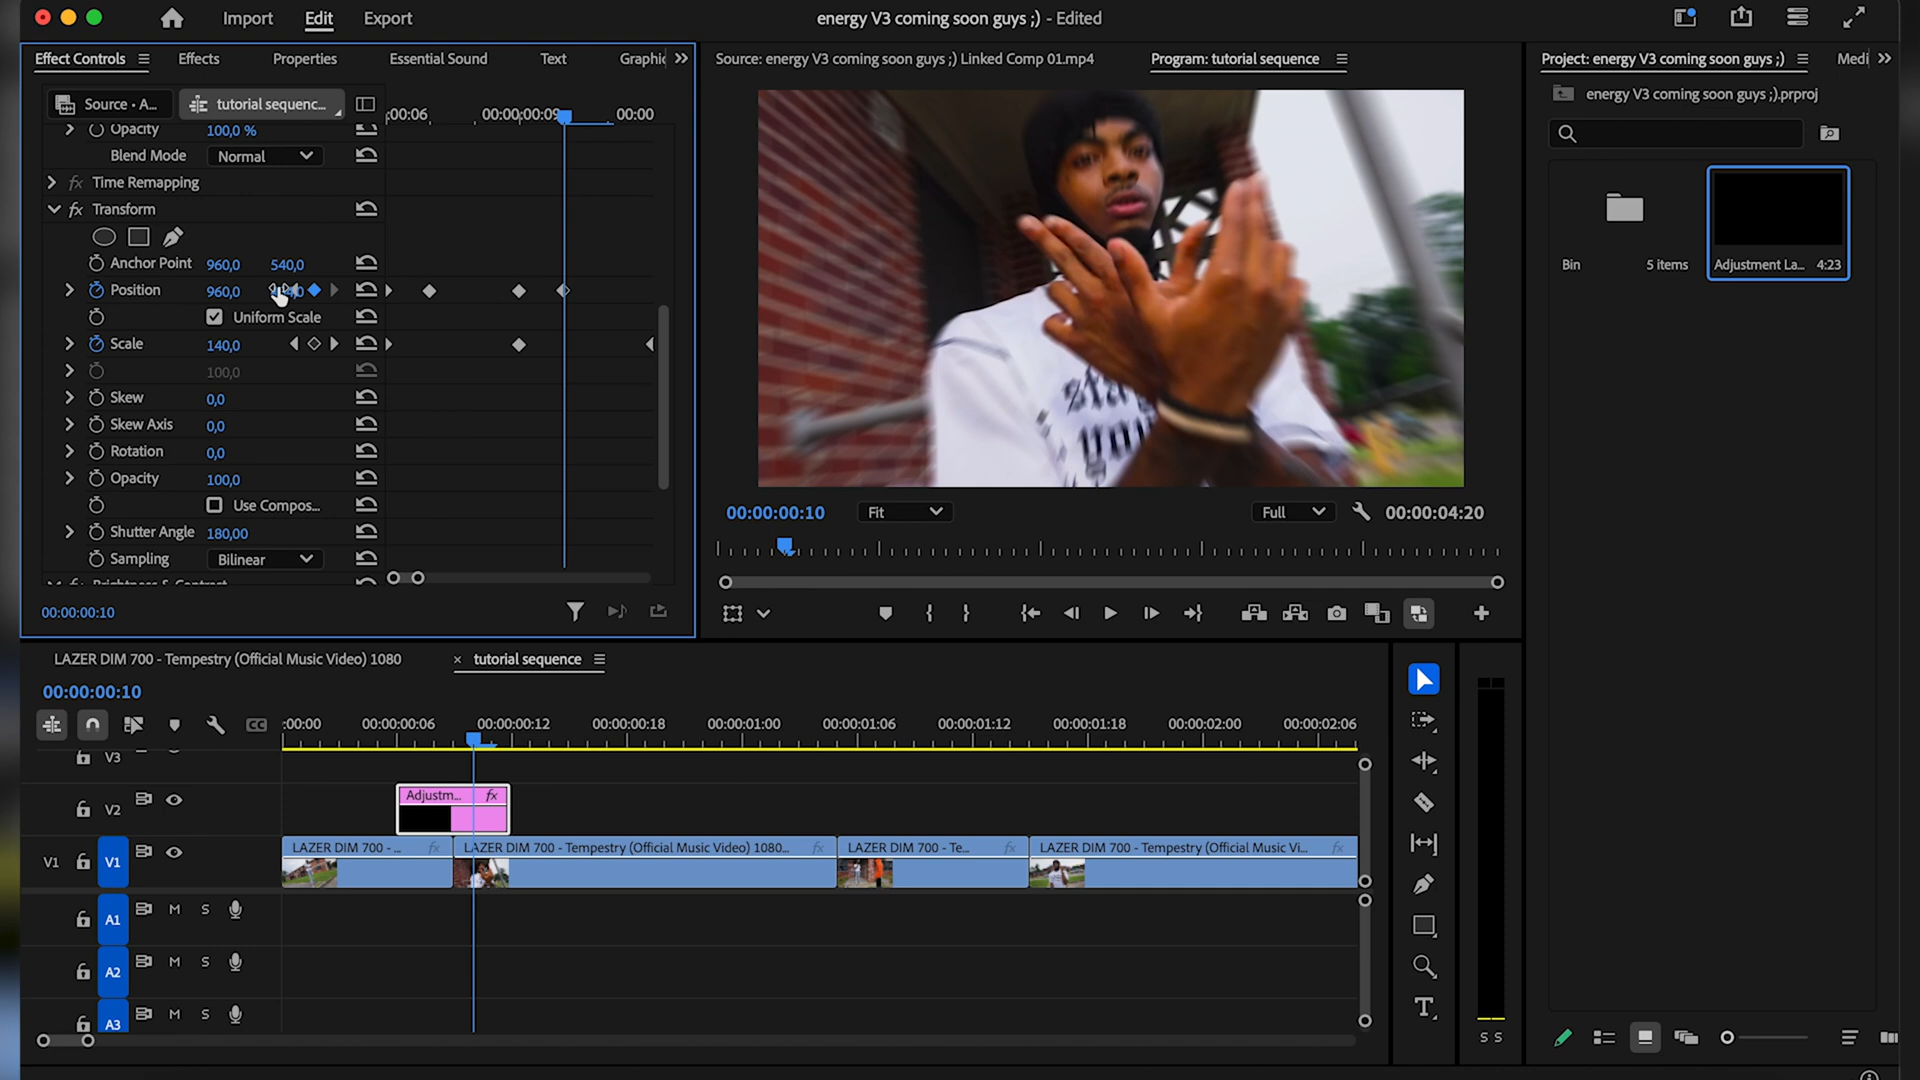 Import Edit Export
energy V3 coming soon guys ;) - Edited
Effect Controls Effects Properties Essential Sound Text Graphic
Source: energy V3 coming soon guys ;) Linked Comp 01.mp4 Program: tutorial sequence
Project: energy V3 coming soon guys ;) Medi
Source • A... tutorial sequenc...
:00:06 00:00:00:09 00:00
energy V3 coming soon guys ;).prproj
Opacity 100,0 %
Blend Mode Normal
fx Time Remapping
fx Transform
Anchor Point 960,0 540,0
Position 960,0
Uniform Scale
Scale 140,0
100,0
Skew 0,0
Skew Axis 0,0
Rotation 0,0
Opacity 100,0
Use Compos...
Shutter Angle 180,00
Sampling Bilinear
Brightness & Contrast
00:00:00:10
Bin 5 items
Adjustment La... 4:23
00:00:00:10 Fit Full 00:00:04:20
LAZER DIM 700 - Tempestry (Official Music Video) 1080
× tutorial sequence
00:00:00:10
CC
:00:00 00:00:00:06 00:00:00:12 00:00:00:18 00:00:01:00 00:00:01:06 00:00:01:12 00:00:01:18 00:00:02:00 00:00:02:06
V3
V2
Adjustm... fx
V1 V1
LAZER DIM 700 - ... fx
LAZER DIM 700 - Tempestry (Official Music Video) 1080... fx
LAZER DIM 700 - Te... fx
LAZER DIM 700 - Tempestry (Official Music Vi... fx
A1 M S
A2 M S
A3 M S
S S